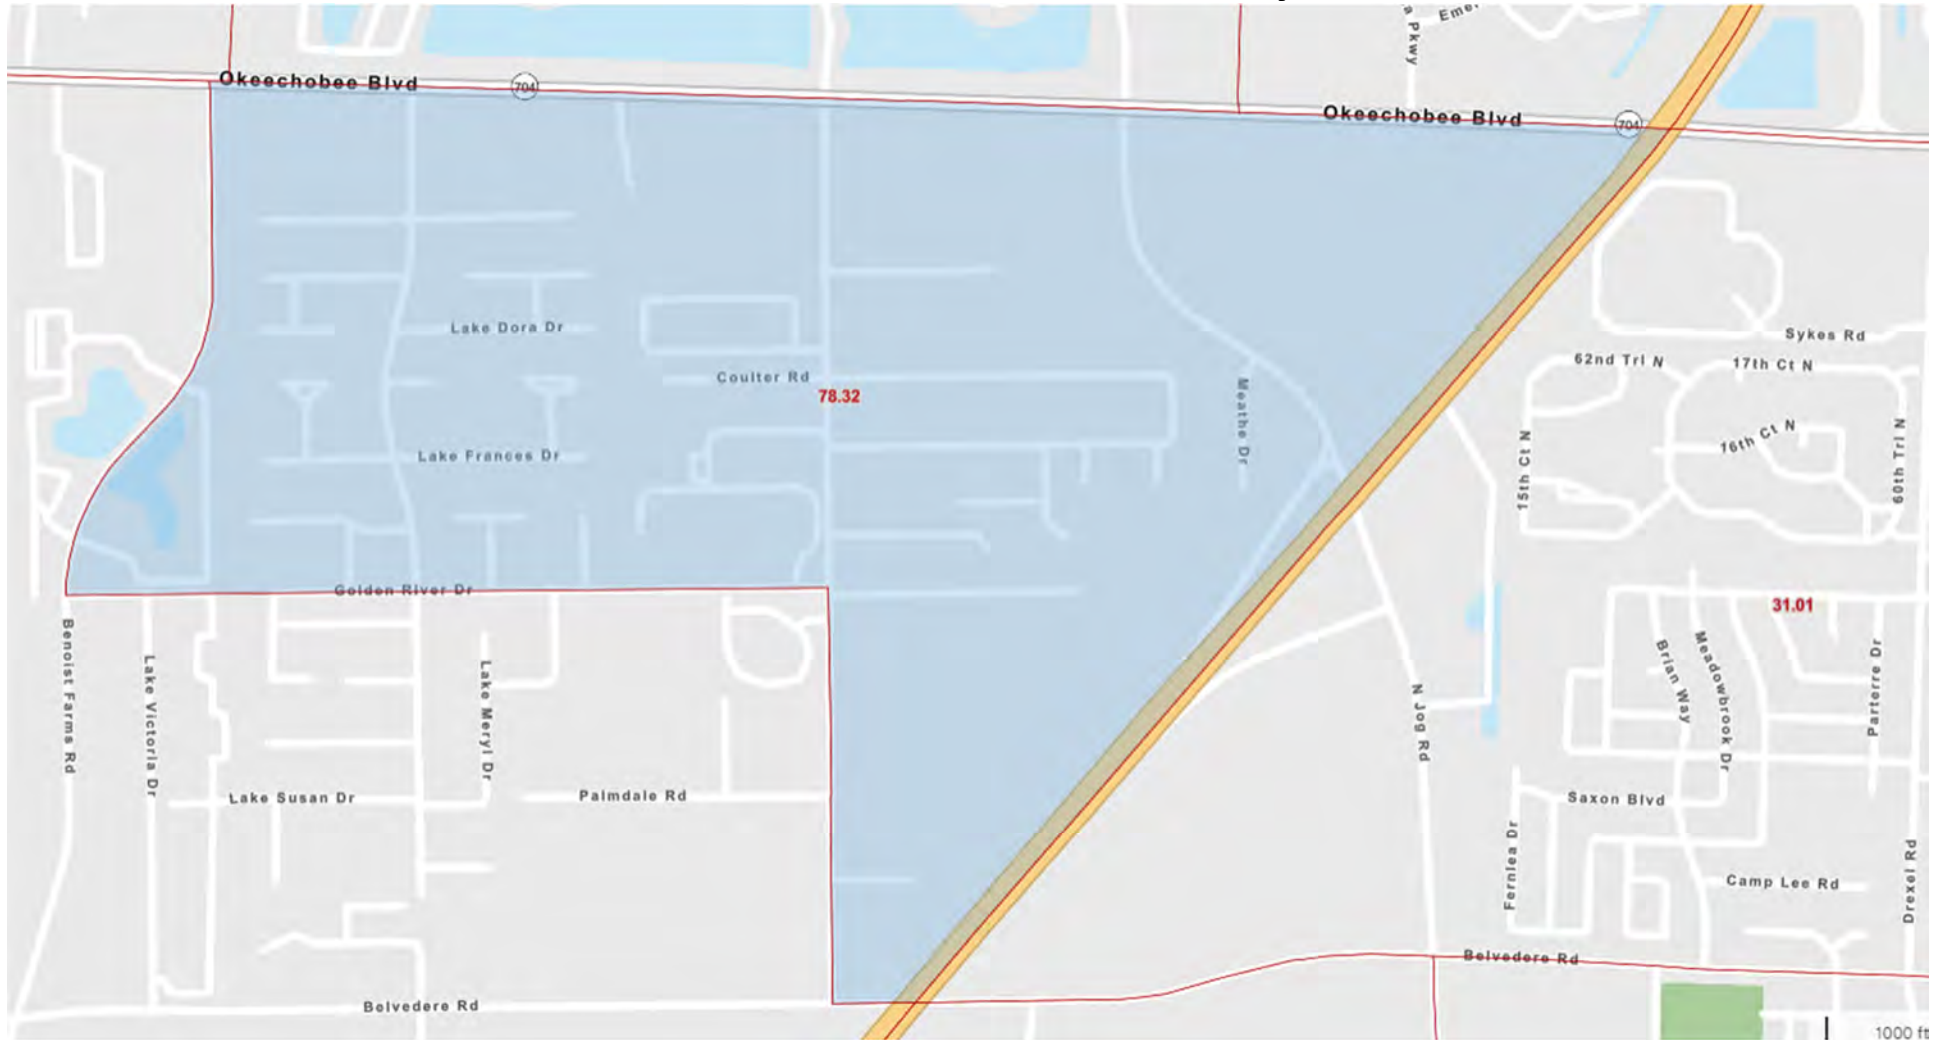 a Pkwy
Okeechobee Blvd
704
Okeechobee Blvd
704
Lake Dora Dr
Sykes Rd
62nd Trl N
17th Ct N
Coulter Rd
78.32
Meathe Dr
16th Ct N
15th Ct N
60th Trl N
Lake Frances Dr
Golden River Dr
31.01
Benoist Farms Rd
Lake Victoria Dr
Lake Meryl Dr
N Jog Rd
Brian Way
Meadowbrook Dr
Parterre Dr
Lake Susan Dr
Palmdale Rd
Saxon Blvd
Fernlea Dr
Camp Lee Rd
Drexel Rd
Belvedere Rd
Belvedere Rd
1000 ft